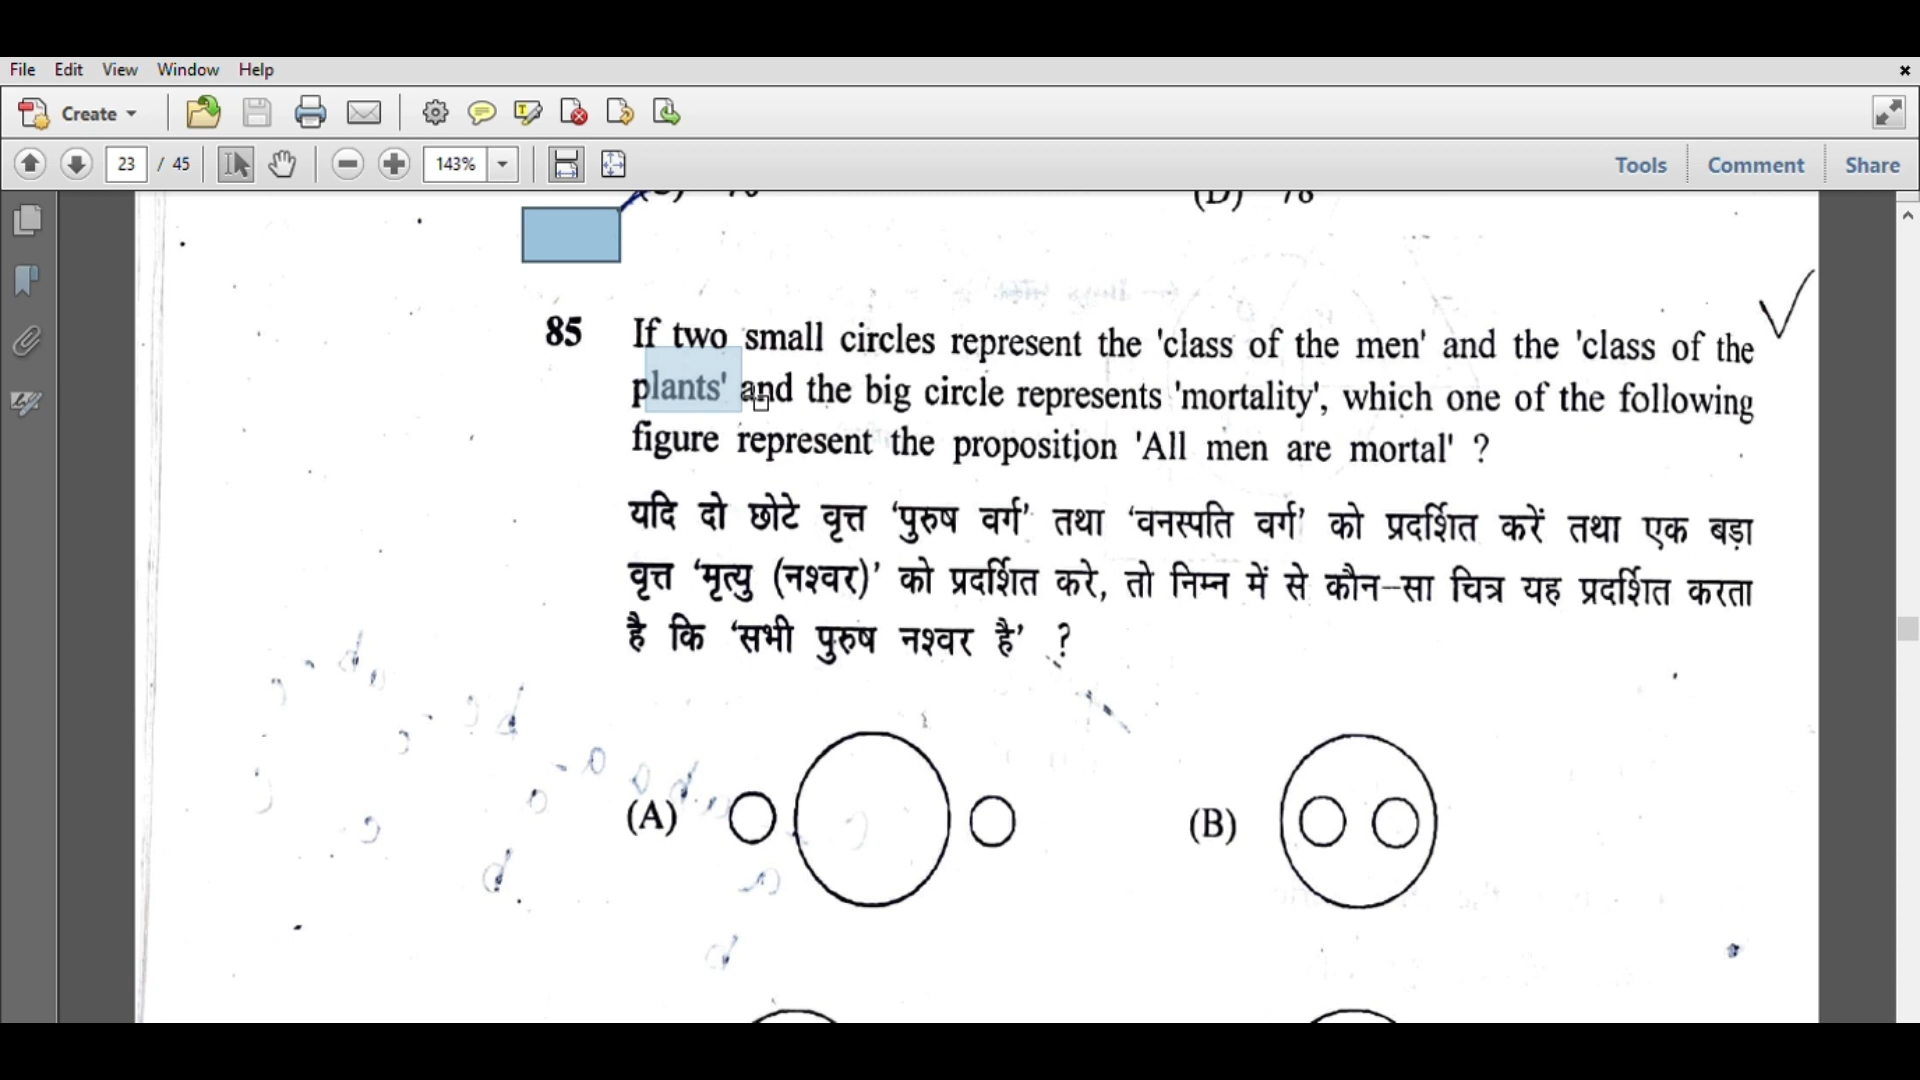 File Edit View Window Help
Create
23 / 45 143% Tools Comment Share
(D) 78
85 If two small circles represent the 'class of the men' and the 'class of the
plants' and the big circle represents 'mortality', which one of the following
figure represent the proposition 'All men are mortal' ?
यदि दो छोटे वृत्त ‘पुरुष वर्ग’ तथा ‘वनस्पति वर्ग’ को प्रदर्शित करें तथा एक बड़ा
वृत्त ‘मृत्यु (नश्वर)’ को प्रदर्शित करे, तो निम्न में से कौन–सा चित्र यह प्रदर्शित करता
है कि ‘सभी पुरुष नश्वर है’ ?
(A) (B)